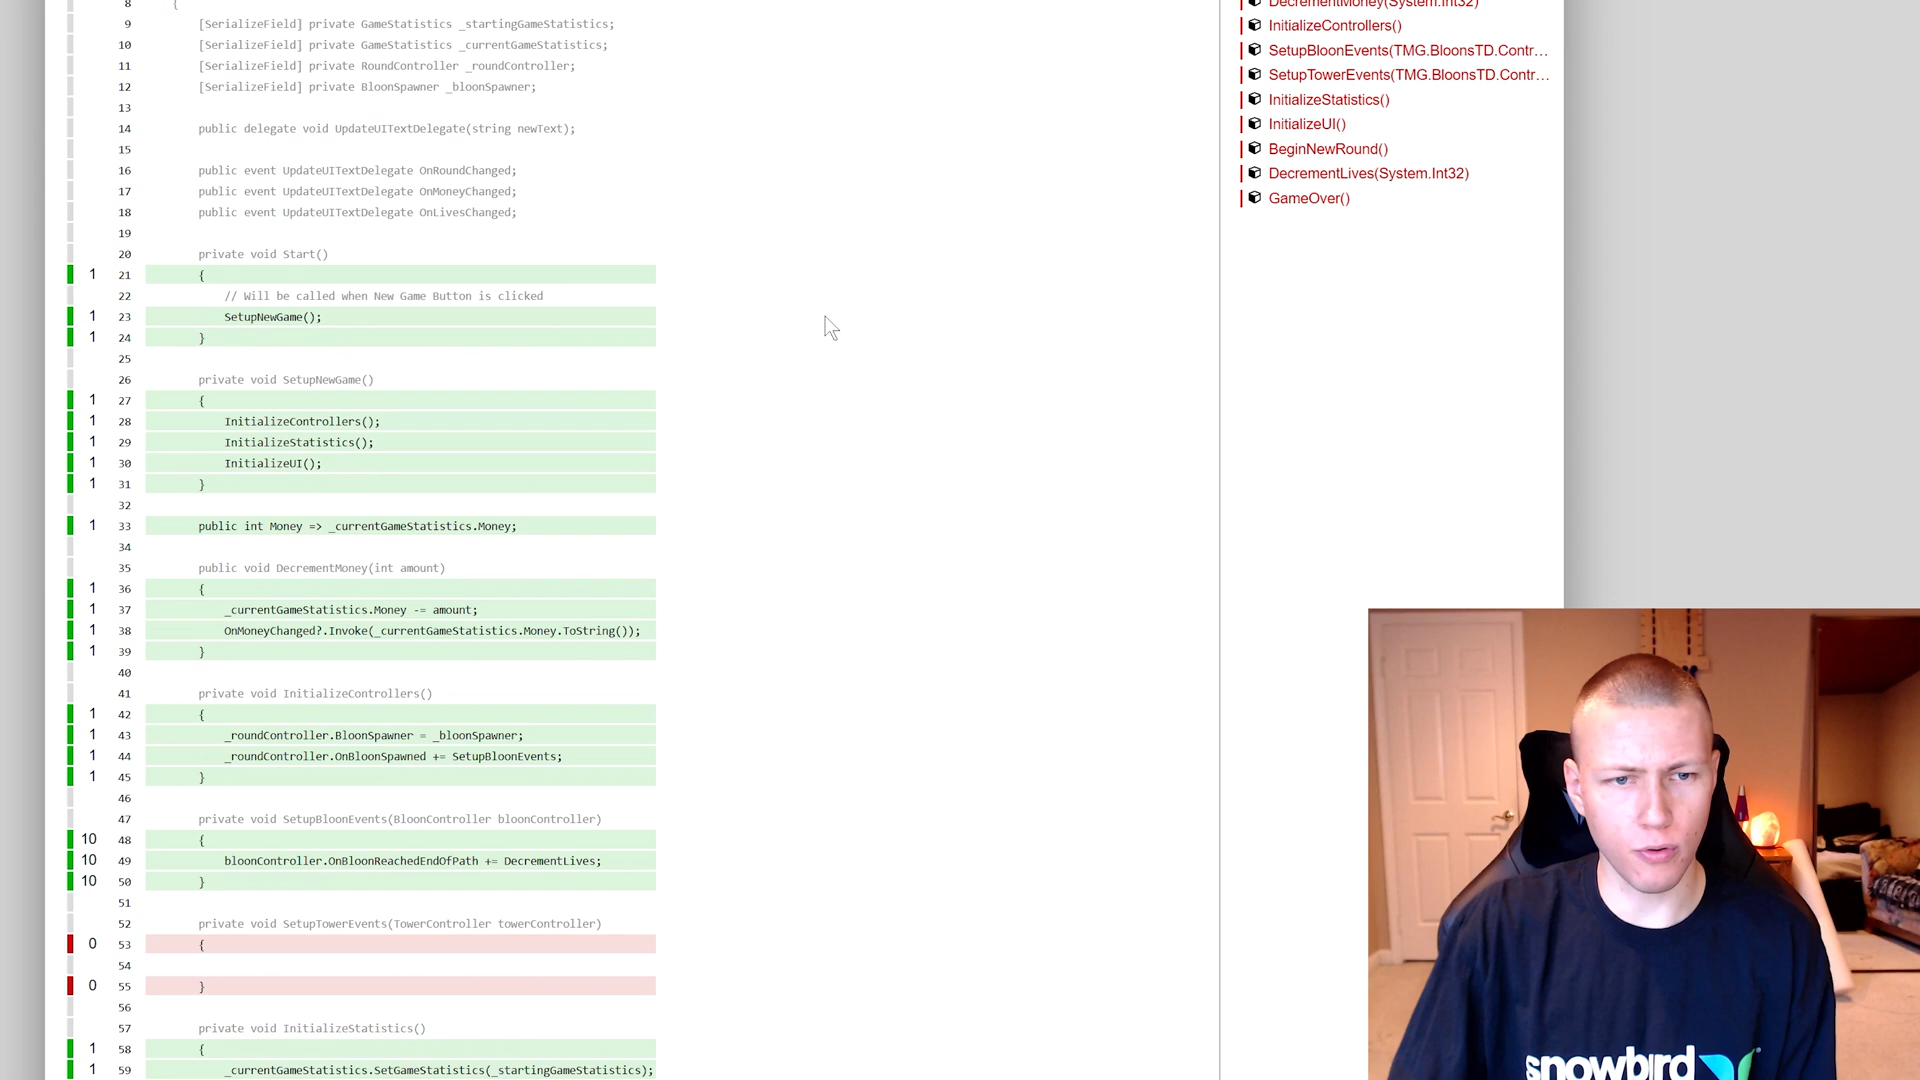 8 {
9 [SerializeField] private GameStatistics _startingGameStatistics;
10 [SerializeField] private GameStatistics _currentGameStatistics;
11 [SerializeField] private RoundController _roundController;
12 [SerializeField] private BloonSpawner _bloonSpawner;
13
14 public delegate void UpdateUITextDelegate(string newText);
15
16 public event UpdateUITextDelegate OnRoundChanged;
17 public event UpdateUITextDelegate OnMoneyChanged;
18 public event UpdateUITextDelegate OnLivesChanged;
19
20 private void Start()
1 21 {
22 // Will be called when New Game Button is clicked
1 23 SetupNewGame();
1 24 }
25
26 private void SetupNewGame()
1 27 {
1 28 InitializeControllers();
1 29 InitializeStatistics();
1 30 InitializeUI();
1 31 }
32
1 33 public int Money => _currentGameStatistics.Money;
34
35 public void DecrementMoney(int amount)
1 36 {
1 37 _currentGameStatistics.Money -= amount;
1 38 OnMoneyChanged?.Invoke(_currentGameStatistics.Money.ToString());
1 39 }
40
41 private void InitializeControllers()
1 42 {
1 43 _roundController.BloonSpawner = _bloonSpawner;
1 44 _roundController.OnBloonSpawned += SetupBloonEvents;
1 45 }
46
47 private void SetupBloonEvents(BloonController bloonController)
10 48 {
10 49 bloonController.OnBloonReachedEndOfPath += DecrementLives;
10 50 }
51
52 private void SetupTowerEvents(TowerController towerController)
0 53 {
54
0 55 }
56
57 private void InitializeStatistics()
1 58 {
1 59 _currentGameStatistics.SetGameStatistics(_startingGameStatistics);
DecrementMoney(System.Int32)
InitializeControllers()
SetupBloonEvents(TMG.BloonsTD.Contr...
SetupTowerEvents(TMG.BloonsTD.Contr...
InitializeStatistics()
InitializeUI()
BeginNewRound()
DecrementLives(System.Int32)
GameOver()
snowbird